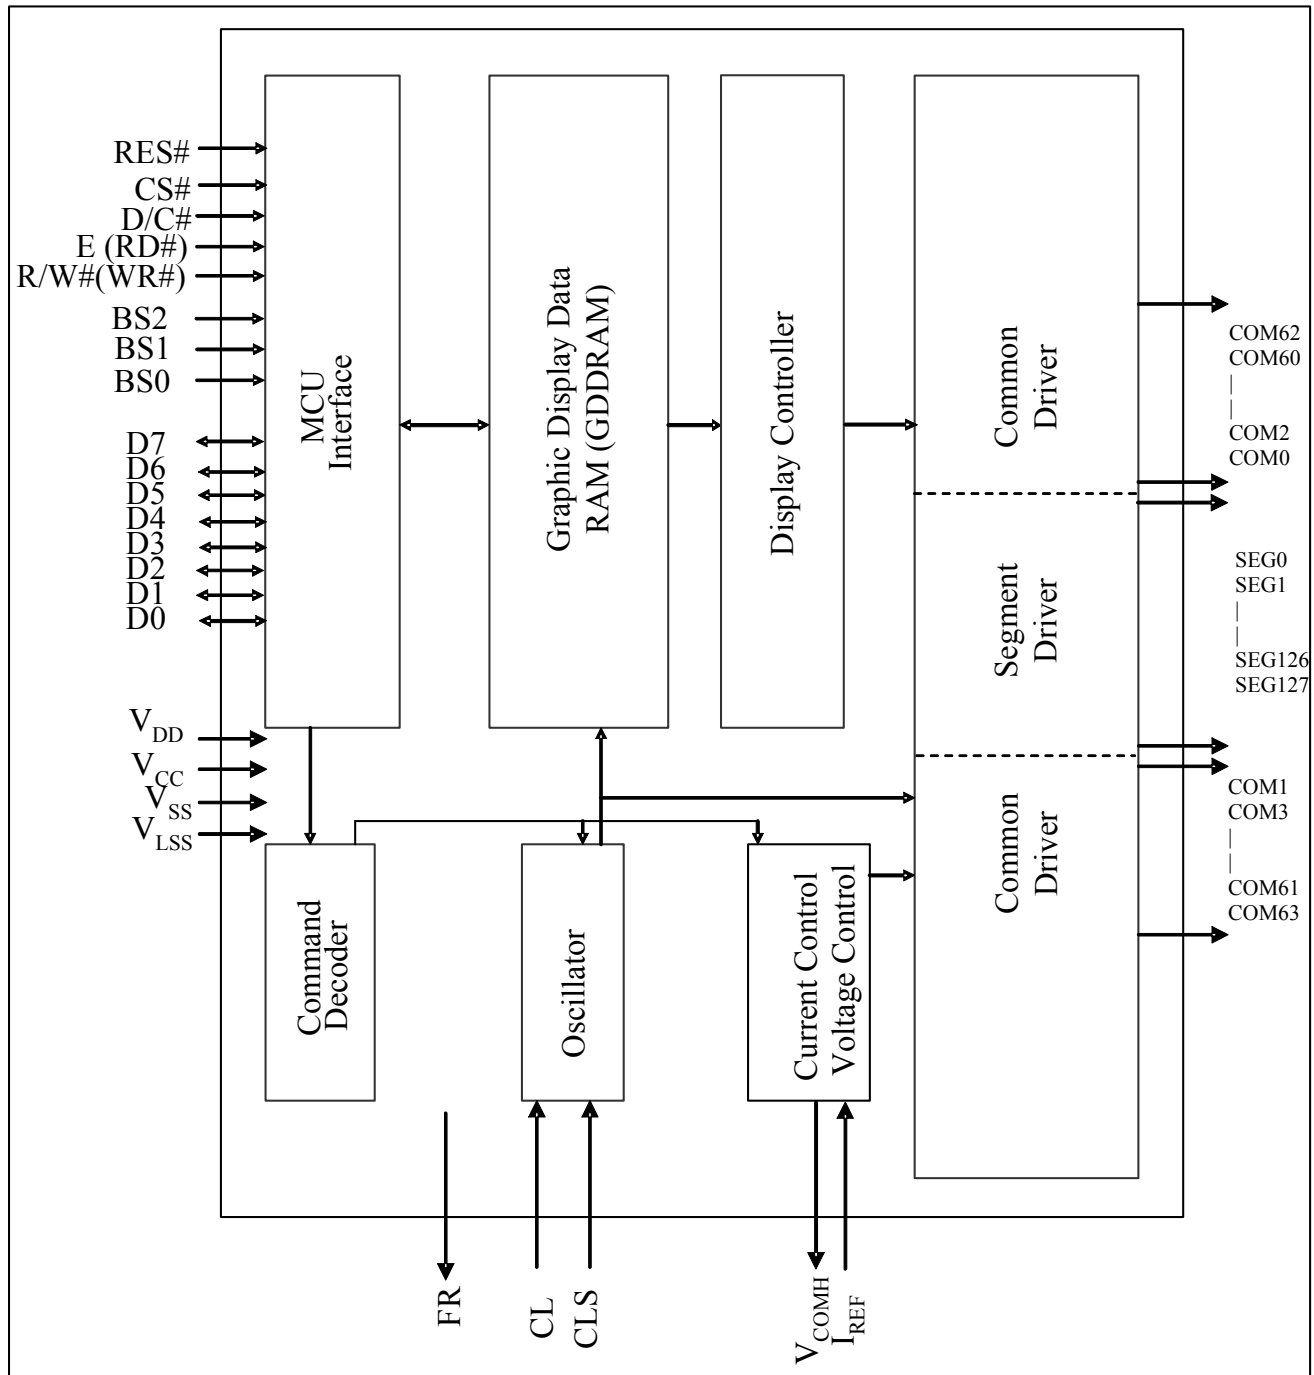 RES#
CS#
D/C#
E (RD#)
R/W#(WR#)
BS2
BS1
BS0
D7
D6
D5
D4
D3
D2
D1
D0
VDD
VCC
VSS
VLSS
MCU
Interface
Graphic Display Data
RAM (GDDRAM)
Display Controller
Common
Driver
Segment
Driver
Common
Driver
COM62
COM60
|
|
COM2
COM0
SEG0
SEG1
|
|
SEG126
SEG127
COM1
COM3
|
|
COM61
COM63
Command
Decoder
Oscillator
Current Control
Voltage Control
FR
CL
CLS
VCOMH
IREF